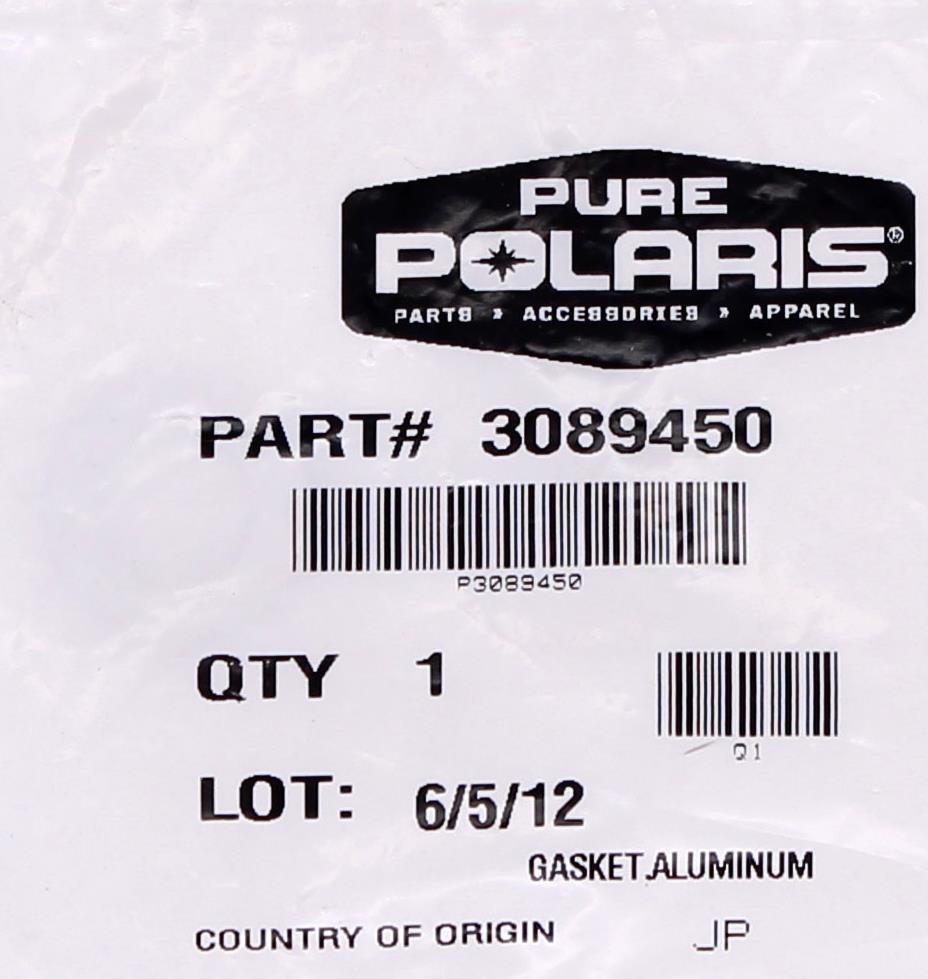 PURE
POLARIS®
PARTS » ACCESSORIES » APPAREL
PART# 3089450
P3089450
QTY 1
Q1
LOT: 6/5/12
GASKET,ALUMINUM
COUNTRY OF ORIGIN JP